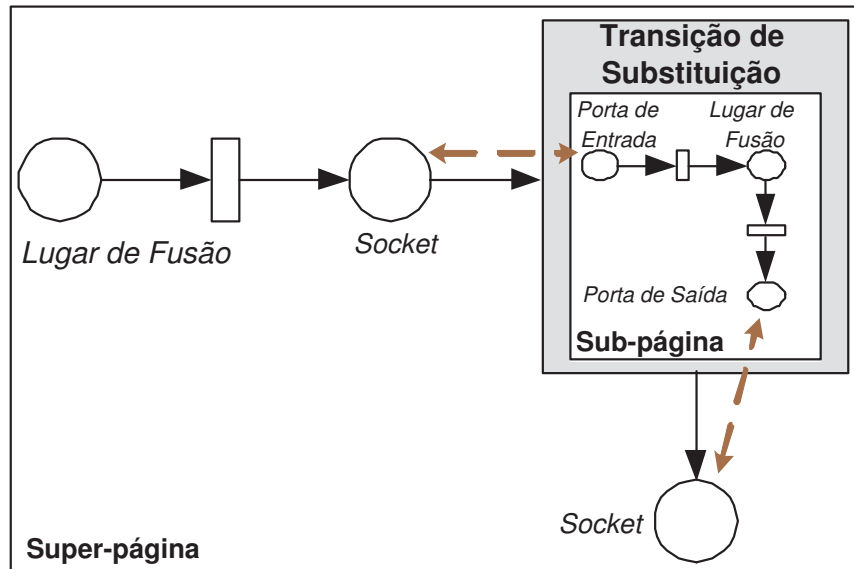 Transição de
Substituição
Porta de
Entrada
Lugar de
Fusão
Lugar de Fusão
Socket
Porta de Saída
Sub-página
Socket
Super-página